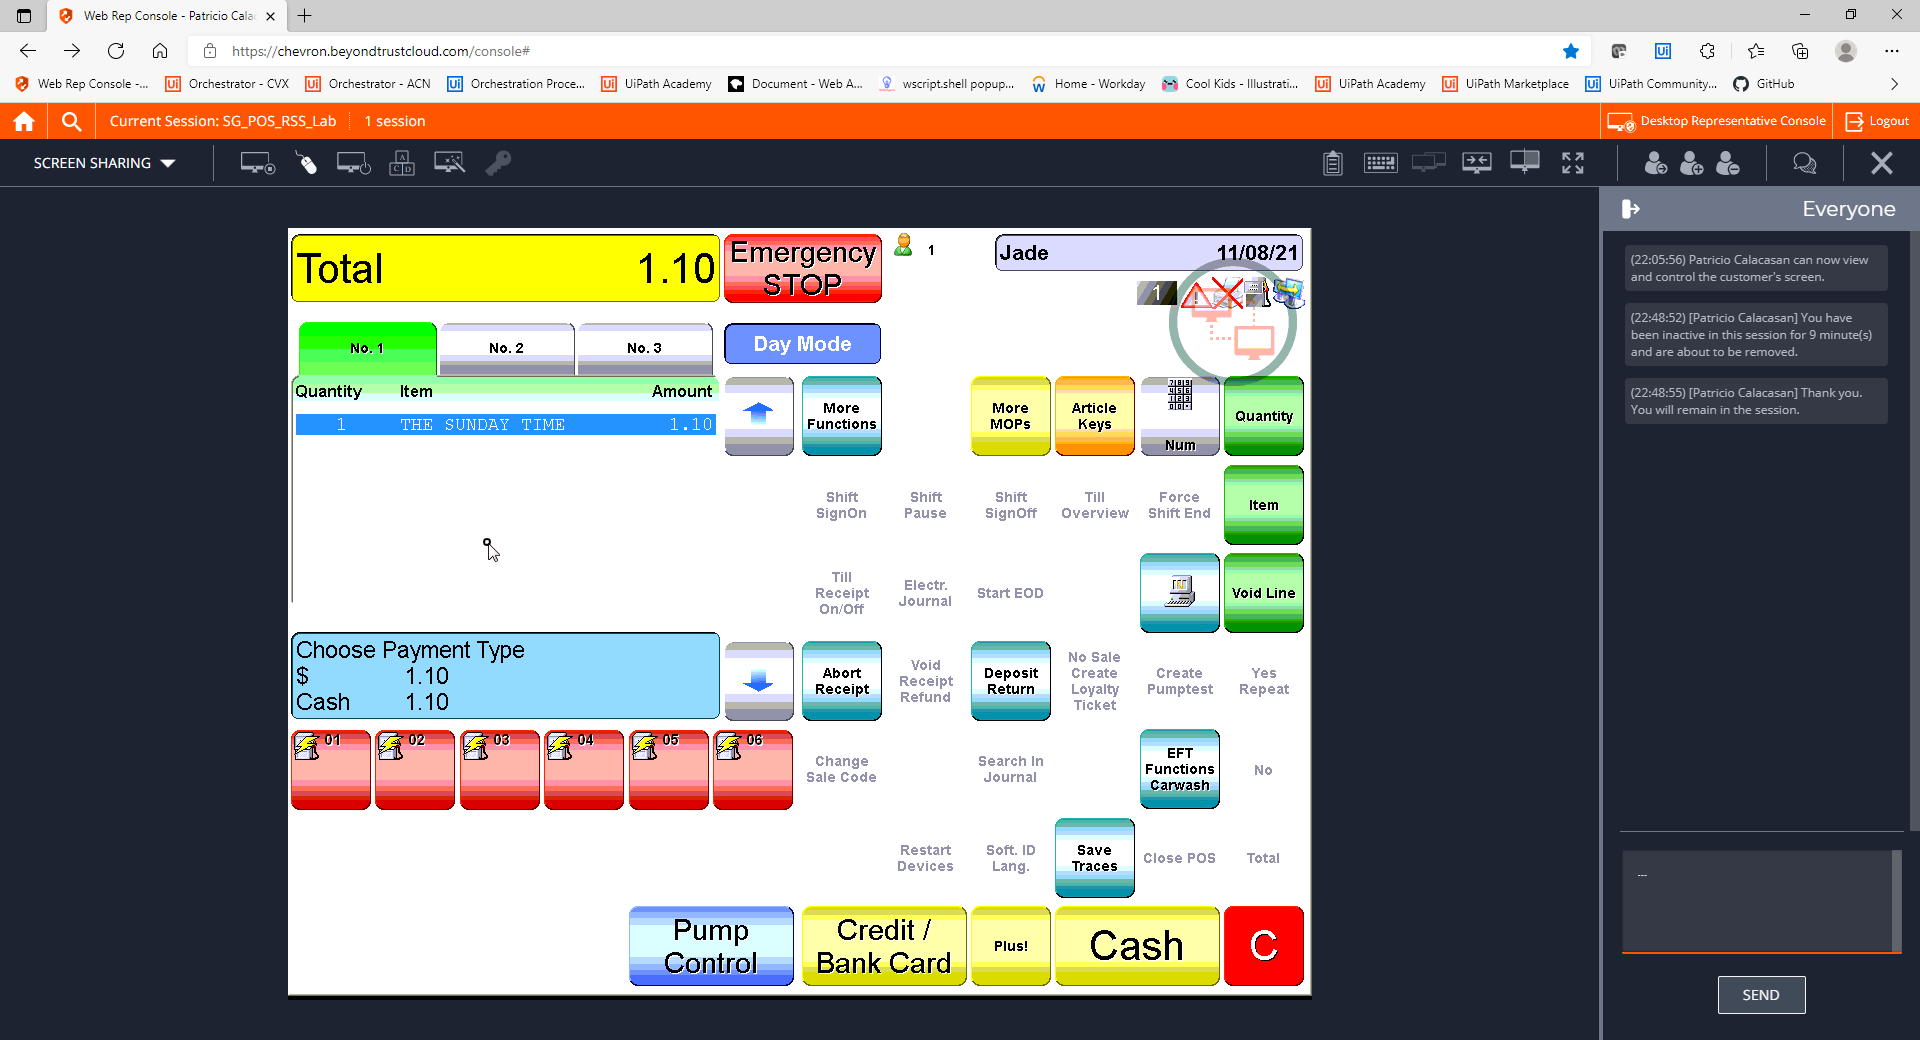 Web Rep Console - Patricio Cala
https://chevron.beyondtrustcloud.com/console#
Web Rep Console -...
Orchestrator - CVX
Orchestrator - ACN
Orchestration Proce...
UiPath Academy
Document - Web A...
wscript.shell popup...
Home - Workday
Cool Kids - Illustrati...
UiPath Academy
UiPath Marketplace
UiPath Community...
GitHub
Current Session: SG_POS_RSS_Lab
1 session
Desktop Representative Console
Logout
SCREEN SHARING
Everyone
(22:05:56) Patricio Calacasan can now view
and control the customer's screen.
(22:48:52) [Patricio Calacasan] You have
been inactive in this session for 9 minute(s)
and are about to be removed.
(22:48:55) [Patricio Calacasan] Thank you.
You will remain in the session.
---
SEND
Total 1.10
Emergency
STOP
1
Jade 11/08/21
1
No. 1
No. 2
No. 3
Day Mode
Quantity Item Amount
1 THE SUNDAY TIME 1.10
More
Functions
More
MOPs
Article
Keys
Num
Quantity
Shift
SignOn
Shift
Pause
Shift
SignOff
Till
Overview
Force
Shift End
Item
Till
Receipt
On/Off
Electr.
Journal
Start EOD
Void Line
Choose Payment Type
$ 1.10
Cash 1.10
Abort
Receipt
Void
Receipt
Refund
Deposit
Return
No Sale
Create
Loyalty
Ticket
Create
Pumptest
Yes
Repeat
01
02
03
04
05
06
Change
Sale Code
Search In
Journal
EFT
Functions
Carwash
No
Restart
Devices
Soft. ID
Lang.
Save
Traces
Close POS
Total
Pump
Control
Credit /
Bank Card
Plus!
Cash
C